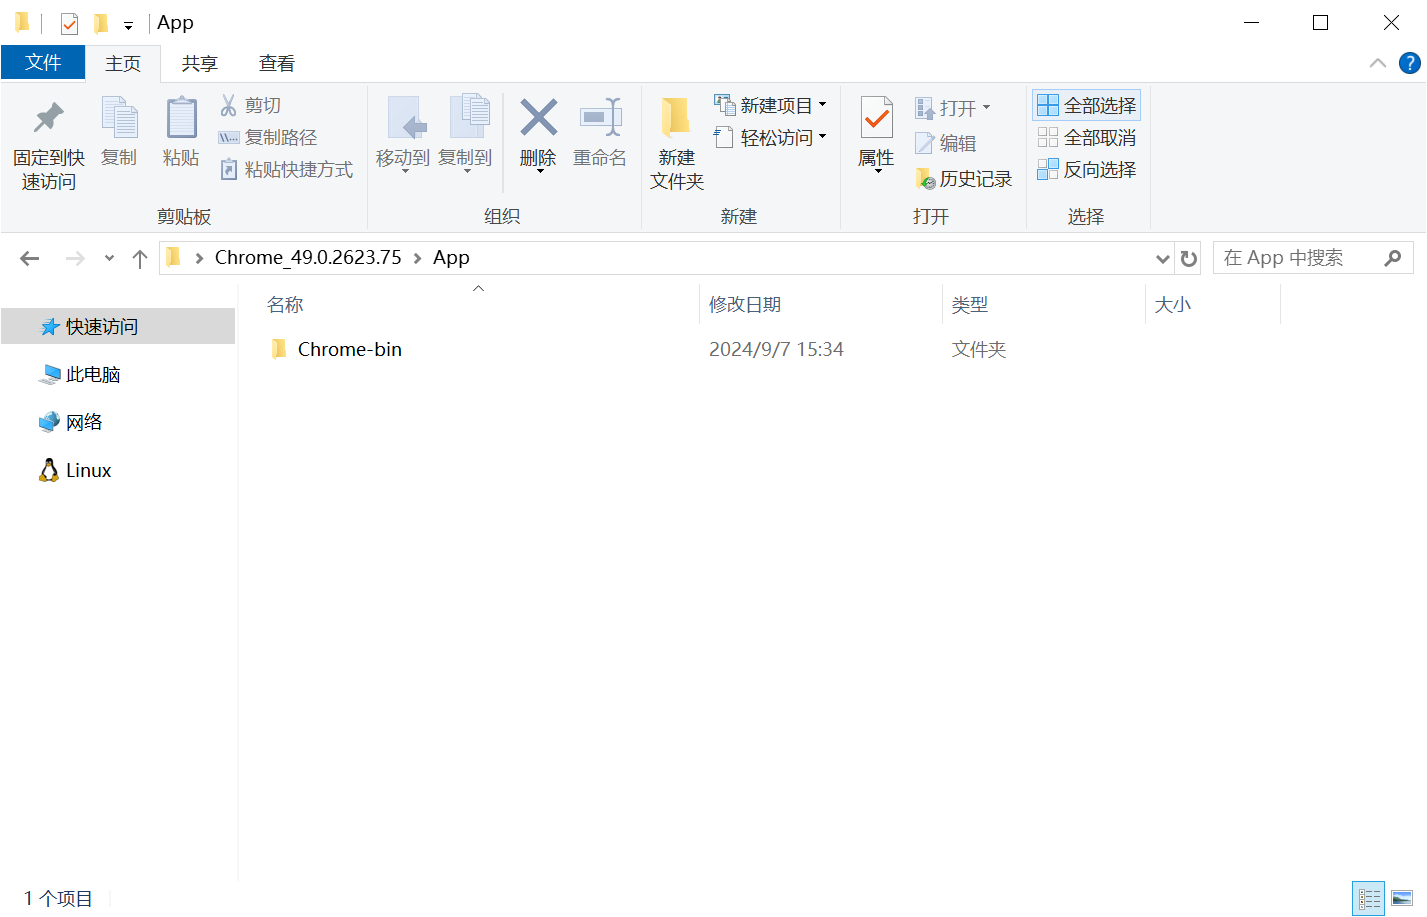 App
文件 主页 共享 查看
固定到快速访问
复制
粘贴
剪切
复制路径
粘贴快捷方式
剪贴板
移动到
复制到
删除
重命名
组织
新建文件夹
新建项目
轻松访问
新建
属性
打开
编辑
历史记录
打开
全部选择
全部取消
反向选择
选择
Chrome_49.0.2623.75 App
在 App 中搜索
快速访问
此电脑
网络
Linux
名称 修改日期 类型 大小
Chrome-bin 2024/9/7 15:34 文件夹
1 个项目